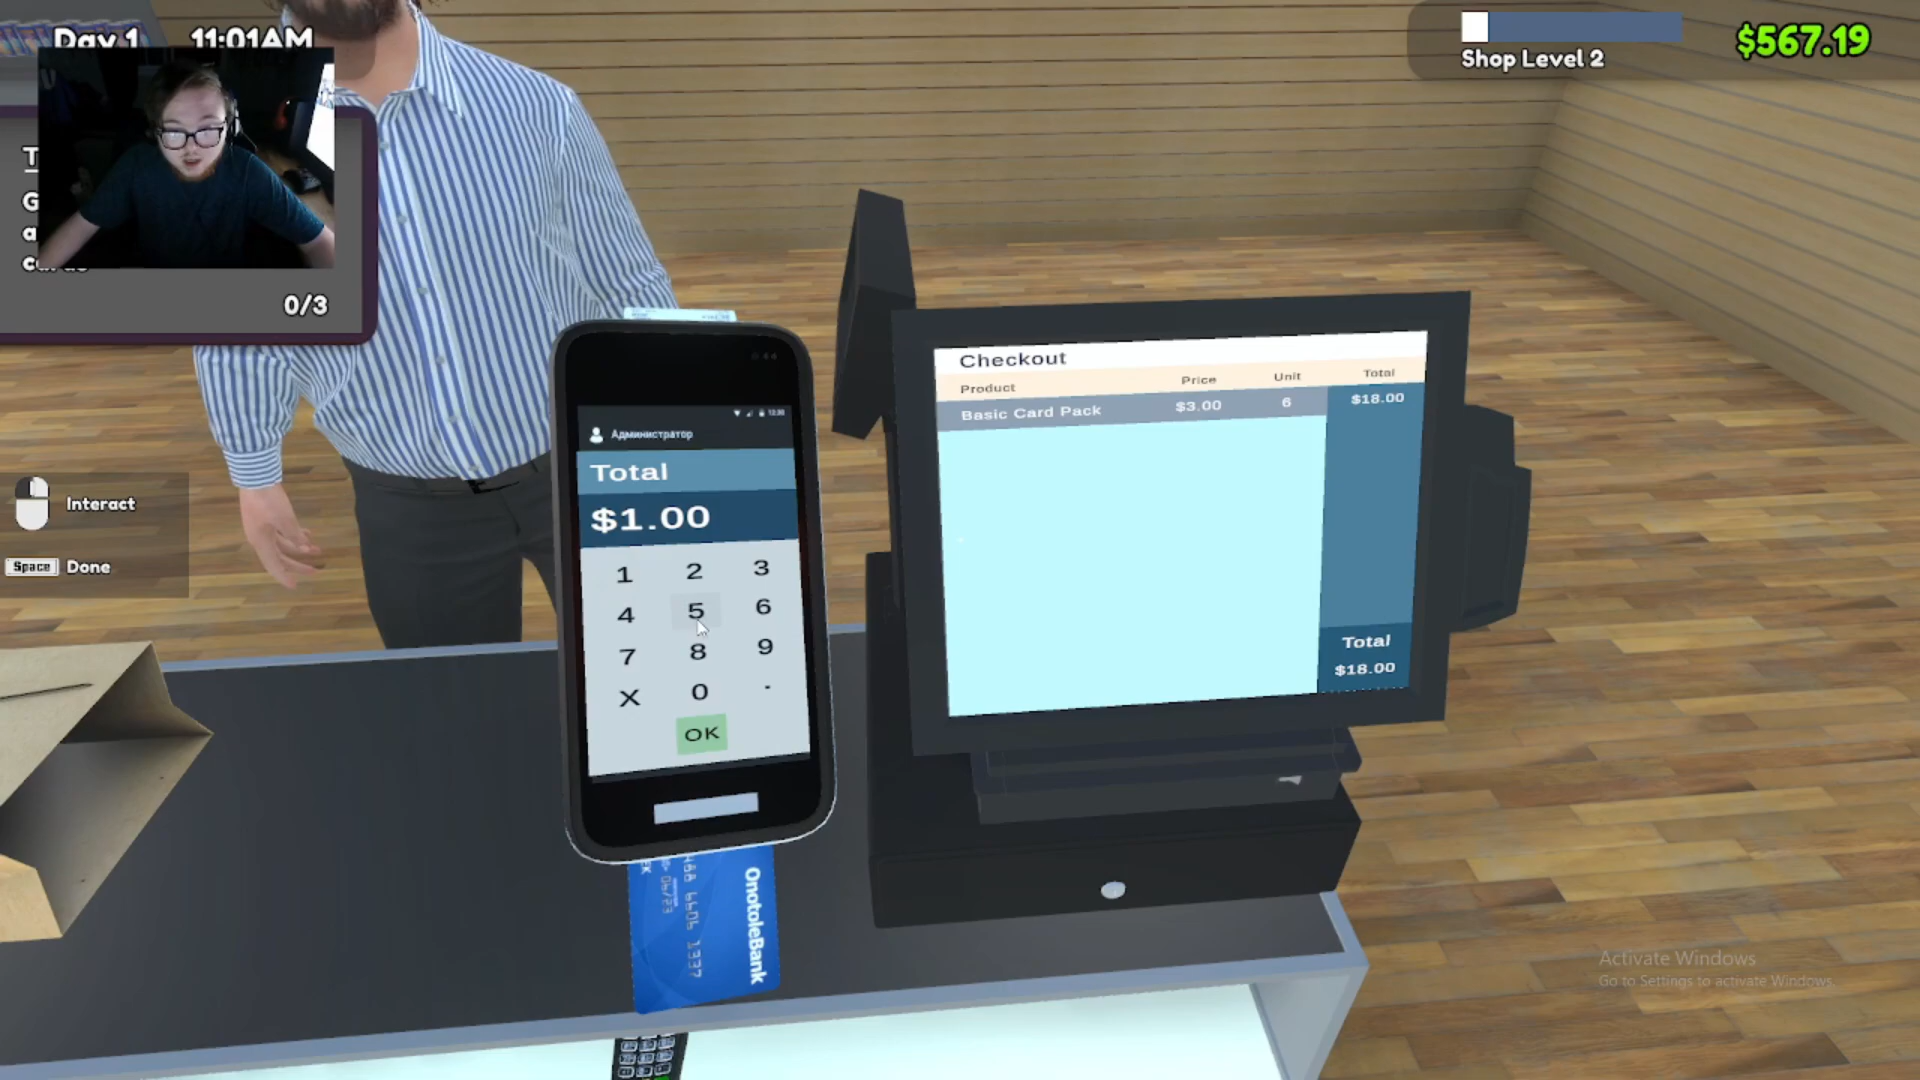 Day 1 11:01AM
Shop Level 2
$567.19
0/3
Interact
Space Done
Администратор
Total
$1.00
1 2 3
4 5 6
7 8 9
X 0 .
OK
Checkout
Product Price Unit Total
Basic Card Pack $3.00 6 $18.00
Total
$18.00
OnotoleBank
Activate Windows
Go to Settings to activate Windows.